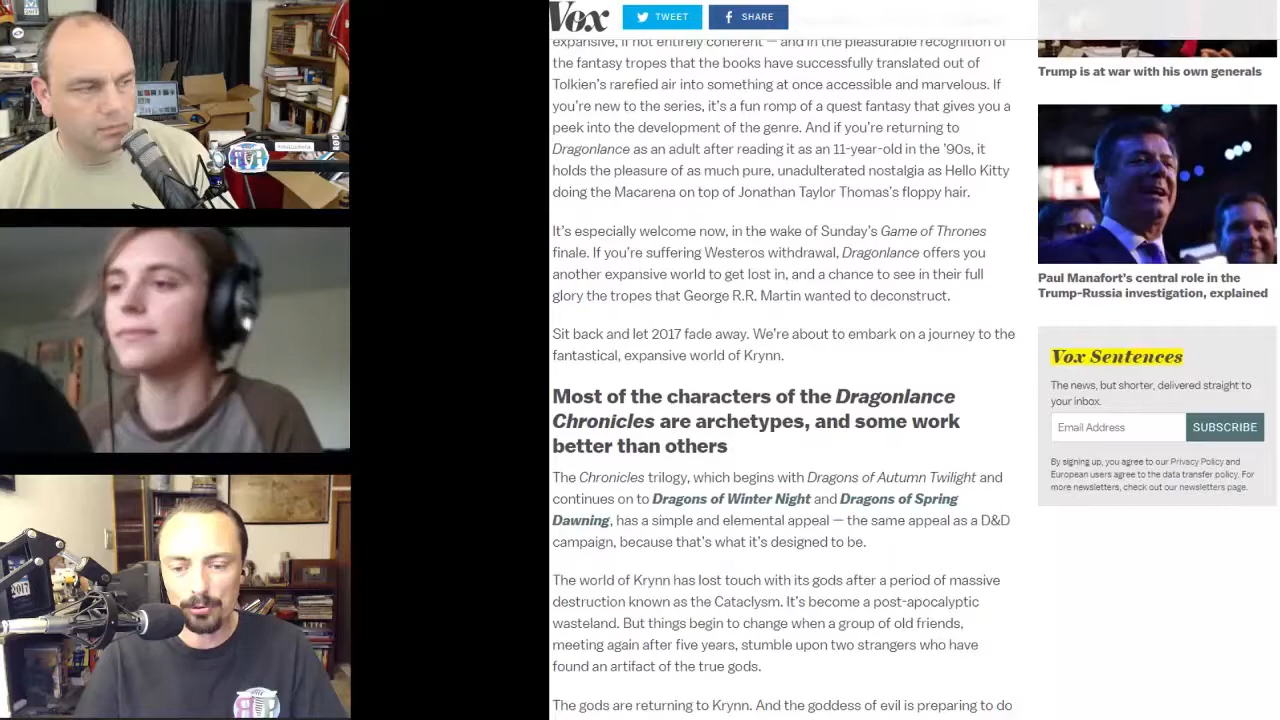 Vox
TWEET
SHARE
expansive, if not entirely coherent — and in the pleasurable recognition of
the fantasy tropes that the books have successfully translated out of
Tolkien's rarefied air into something at once accessible and marvelous. If
you're new to the series, it's a fun romp of a quest fantasy that gives you a
peek into the development of the genre. And if you're returning to
Dragonlance as an adult after reading it as an 11-year-old in the '90s, it
holds the pleasure of as much pure, unadulterated nostalgia as Hello Kitty
doing the Macarena on top of Jonathan Taylor Thomas's floppy hair.
It's especially welcome now, in the wake of Sunday's Game of Thrones
finale. If you're suffering Westeros withdrawal, Dragonlance offers you
another expansive world to get lost in, and a chance to see in their full
glory the tropes that George R.R. Martin wanted to deconstruct.
Sit back and let 2017 fade away. We're about to embark on a journey to the
fantastical, expansive world of Krynn.
Most of the characters of the Dragonlance
Chronicles are archetypes, and some work
better than others
The Chronicles trilogy, which begins with Dragons of Autumn Twilight and
continues on to Dragons of Winter Night and Dragons of Spring
Dawning, has a simple and elemental appeal — the same appeal as a D&D
campaign, because that's what it's designed to be.
The world of Krynn has lost touch with its gods after a period of massive
destruction known as the Cataclysm. It's become a post-apocalyptic
wasteland. But things begin to change when a group of old friends,
meeting again after five years, stumble upon two strangers who have
found an artifact of the true gods.
The gods are returning to Krynn. And the goddess of evil is preparing to do
Trump is at war with his own generals
Paul Manafort's central role in the
Trump-Russia investigation, explained
Vox Sentences
The news, but shorter, delivered straight to
your inbox.
Email Address
SUBSCRIBE
By signing up, you agree to our Privacy Policy and
European users agree to the data transfer policy. For
more newsletters, check out our newsletters page.
2017